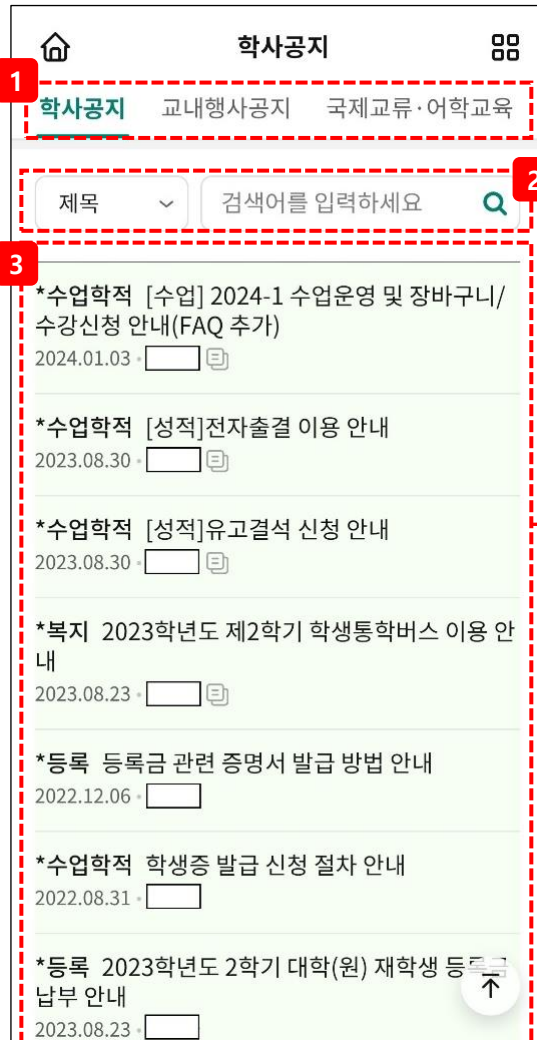 학사공지
1
학사공지 교내행사공지 국제교류·어학교육
2
제목 검색어를 입력하세요
3
*수업학적 [수업] 2024-1 수업운영 및 장바구니/
수강신청 안내(FAQ 추가)
2024.01.03
*수업학적 [성적]전자출결 이용 안내
2023.08.30
*수업학적 [성적]유고결석 신청 안내
2023.08.30
*복지 2023학년도 제2학기 학생통학버스 이용 안
내
2023.08.23
*등록 등록금 관련 증명서 발급 방법 안내
2022.12.06
*수업학적 학생증 발급 신청 절차 안내
2022.08.31
*등록 2023학년도 2학기 대학(원) 재학생 등록금
납부 안내
2023.08.23